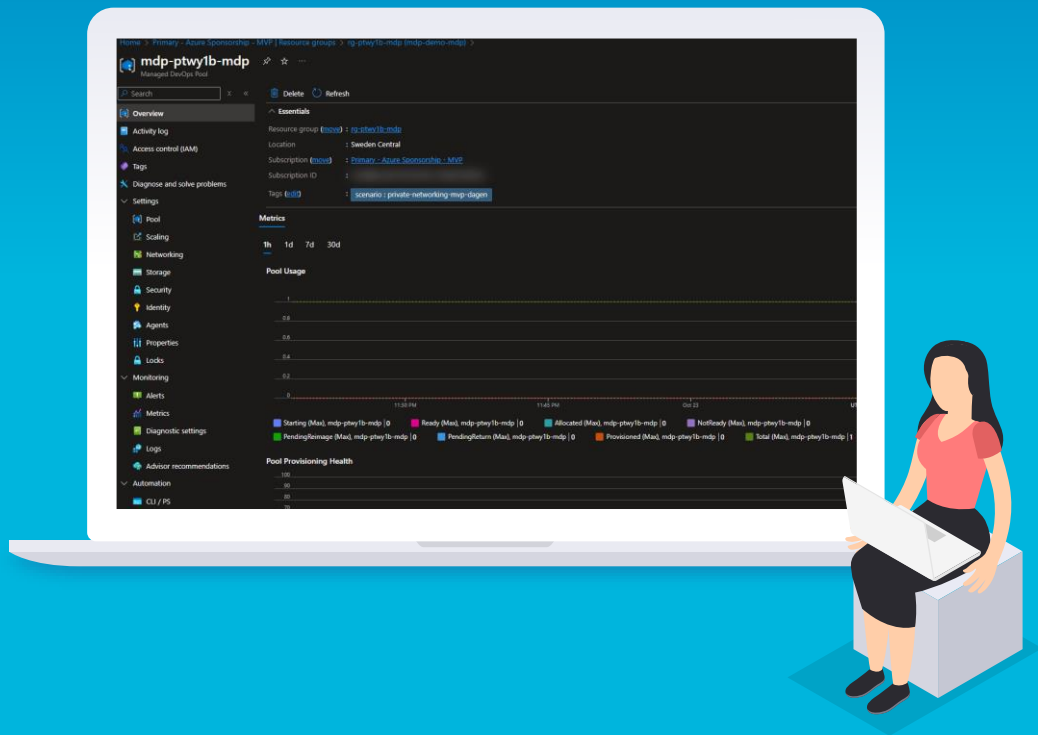 Home > Primary - Azure Sponsorship - MVP | Resource groups > rg-ptwy1b-mdp (mdp-demo-mdp) >
mdp-ptwy1b-mdp
Managed DevOps Pool
Search
Delete Refresh
Overview
Activity log
Access control (IAM)
Tags
Diagnose and solve problems
Settings
Pool
Scaling
Networking
Storage
Security
Identity
Agents
Properties
Locks
Monitoring
Alerts
Metrics
Diagnostic settings
Logs
Advisor recommendations
Automation
CLI / PS
Essentials
Resource group (move) : rg-ptwy1b-mdp
Location : Sweden Central
Subscription (move) : Primary - Azure Sponsorship - MVP
Subscription ID :
Tags (edit) : scenario : private-networking-mvp-dagen
Metrics
1h 1d 7d 30d
Pool Usage
1
0.8
0.6
0.4
0.2
0
11:30 PM 11:45 PM Oct 23 UT
Starting (Max), mdp-ptwy1b-mdp | 0 Ready (Max), mdp-ptwy1b-mdp | 0 Allocated (Max), mdp-ptwy1b-mdp | 0 NotReady (Max), mdp-ptwy1b-mdp | 0
PendingReimage (Max), mdp-ptwy1b-mdp | 0 PendingReturn (Max), mdp-ptwy1b-mdp | 0 Provisioned (Max), mdp-ptwy1b-mdp | 0 Total (Max), mdp-ptwy1b-mdp | 1
Pool Provisioning Health
100
90
80
70